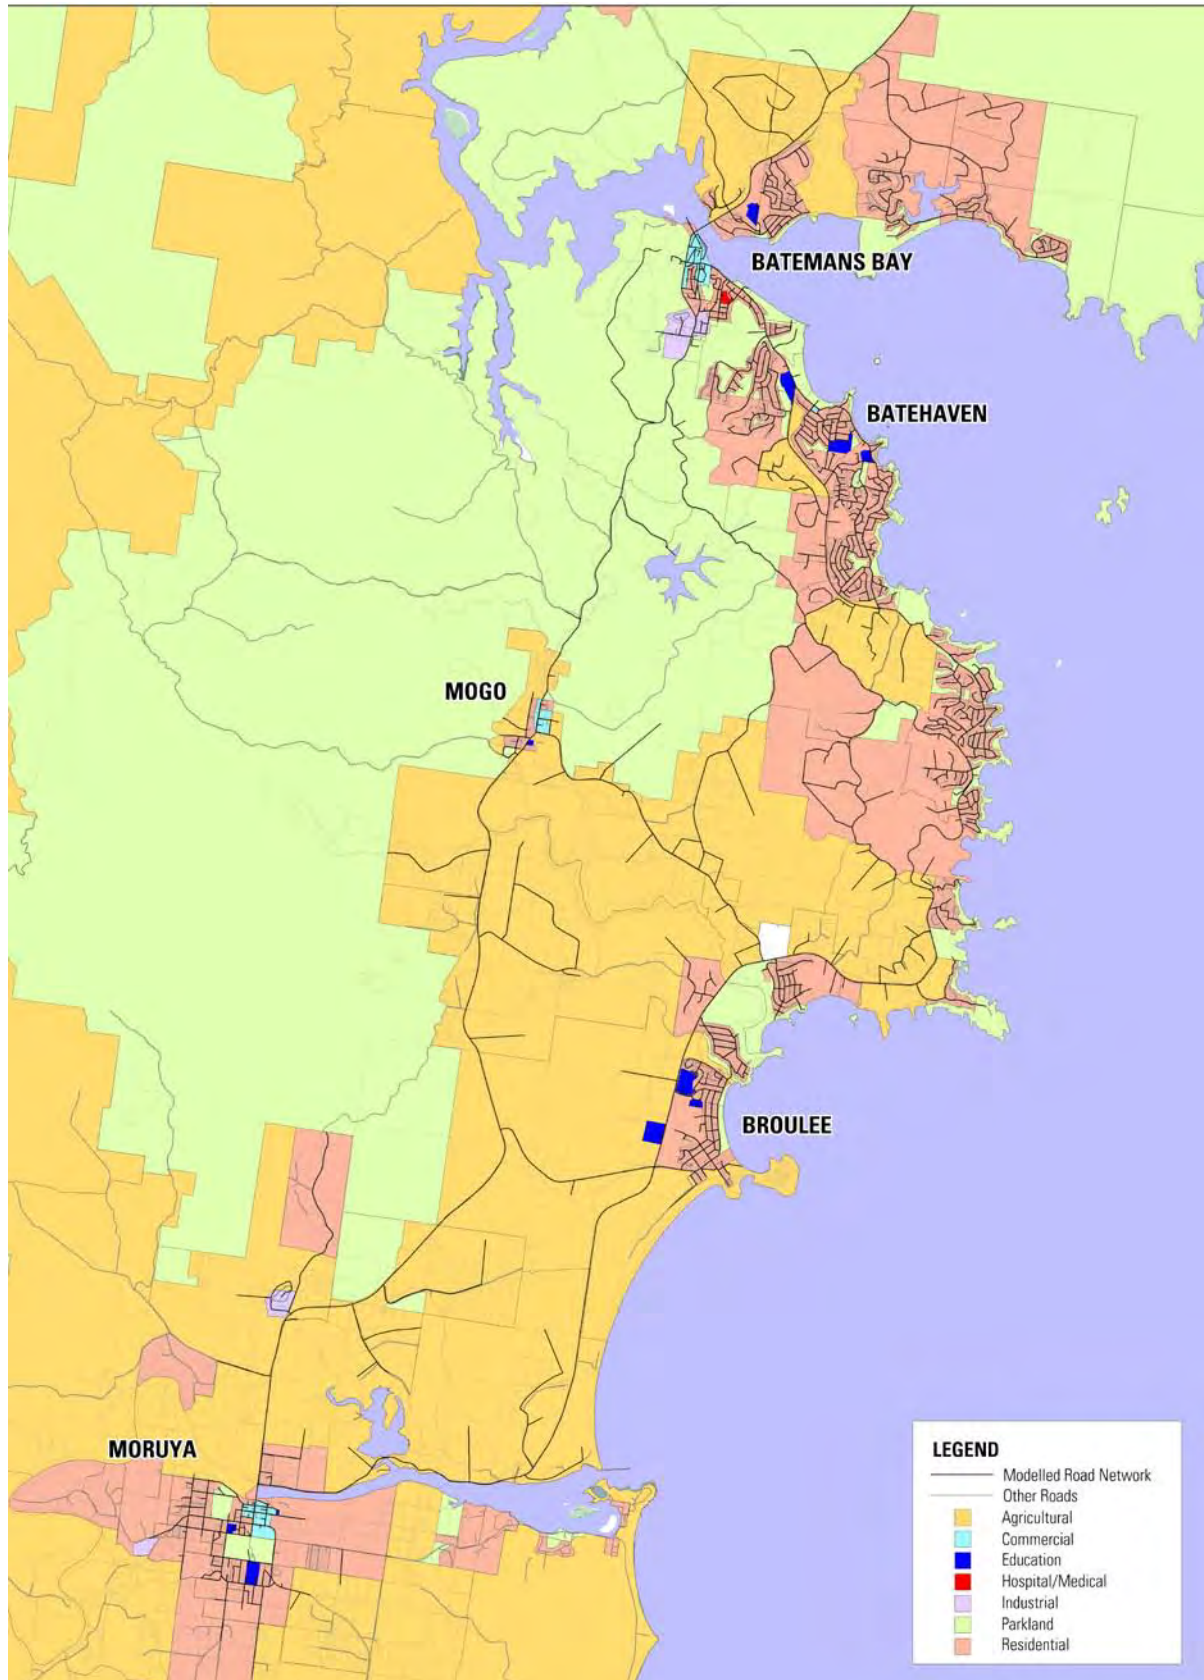 BATEMANS BAY
BATEHAVEN
MOGO
BROULEE
MORUYA
LEGEND
Modelled Road Network
Other Roads
Agricultural
Commercial
Education
Hospital/Medical
Industrial
Parkland
Residential